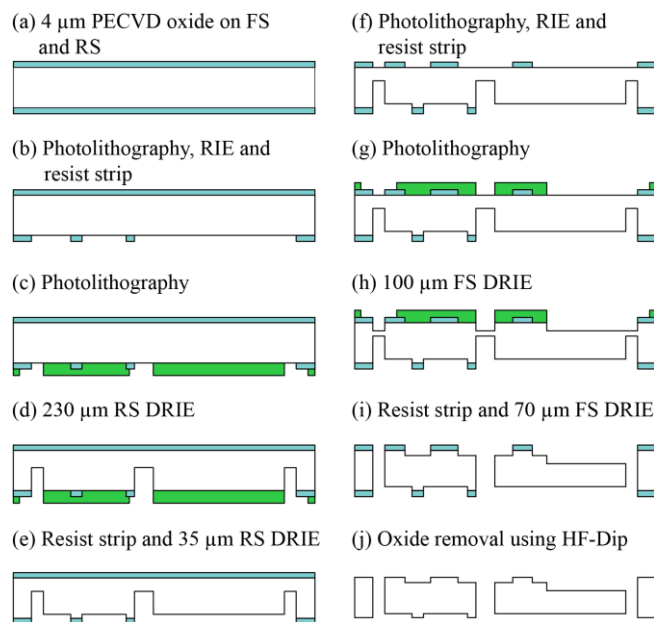 (a) 4 µm PECVD oxide on FS
and RS
(b) Photolithography, RIE and
resist strip
(c) Photolithography
(d) 230 µm RS DRIE
(e) Resist strip and 35 µm RS DRIE
(f) Photolithography, RIE and
resist strip
(g) Photolithography
(h) 100 µm FS DRIE
(i) Resist strip and 70 µm FS DRIE
(j) Oxide removal using HF-Dip